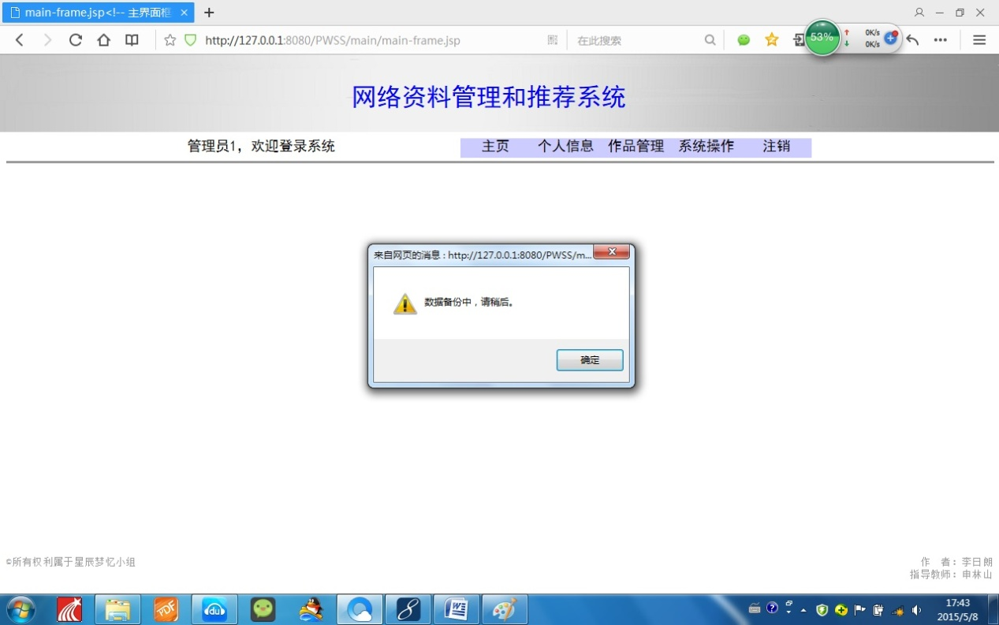 main-frame.jsp<!-- 主界面框
http://127.0.0.1:8080/PWSS/main/main-frame.jsp
在此搜索
53%
0K/s
0K/s
网络资料管理和推荐系统
管理员1，欢迎登录系统
主页 个人信息 作品管理 系统操作 注销
来自网页的消息 : http://127.0.0.1:8080/PWSS/m...
数据备份中，请稍后。
确定
©所有权利属于星辰梦忆小组
作 者：李日朗
指导教师：申林山
PDF
du
17:43
2015/5/8